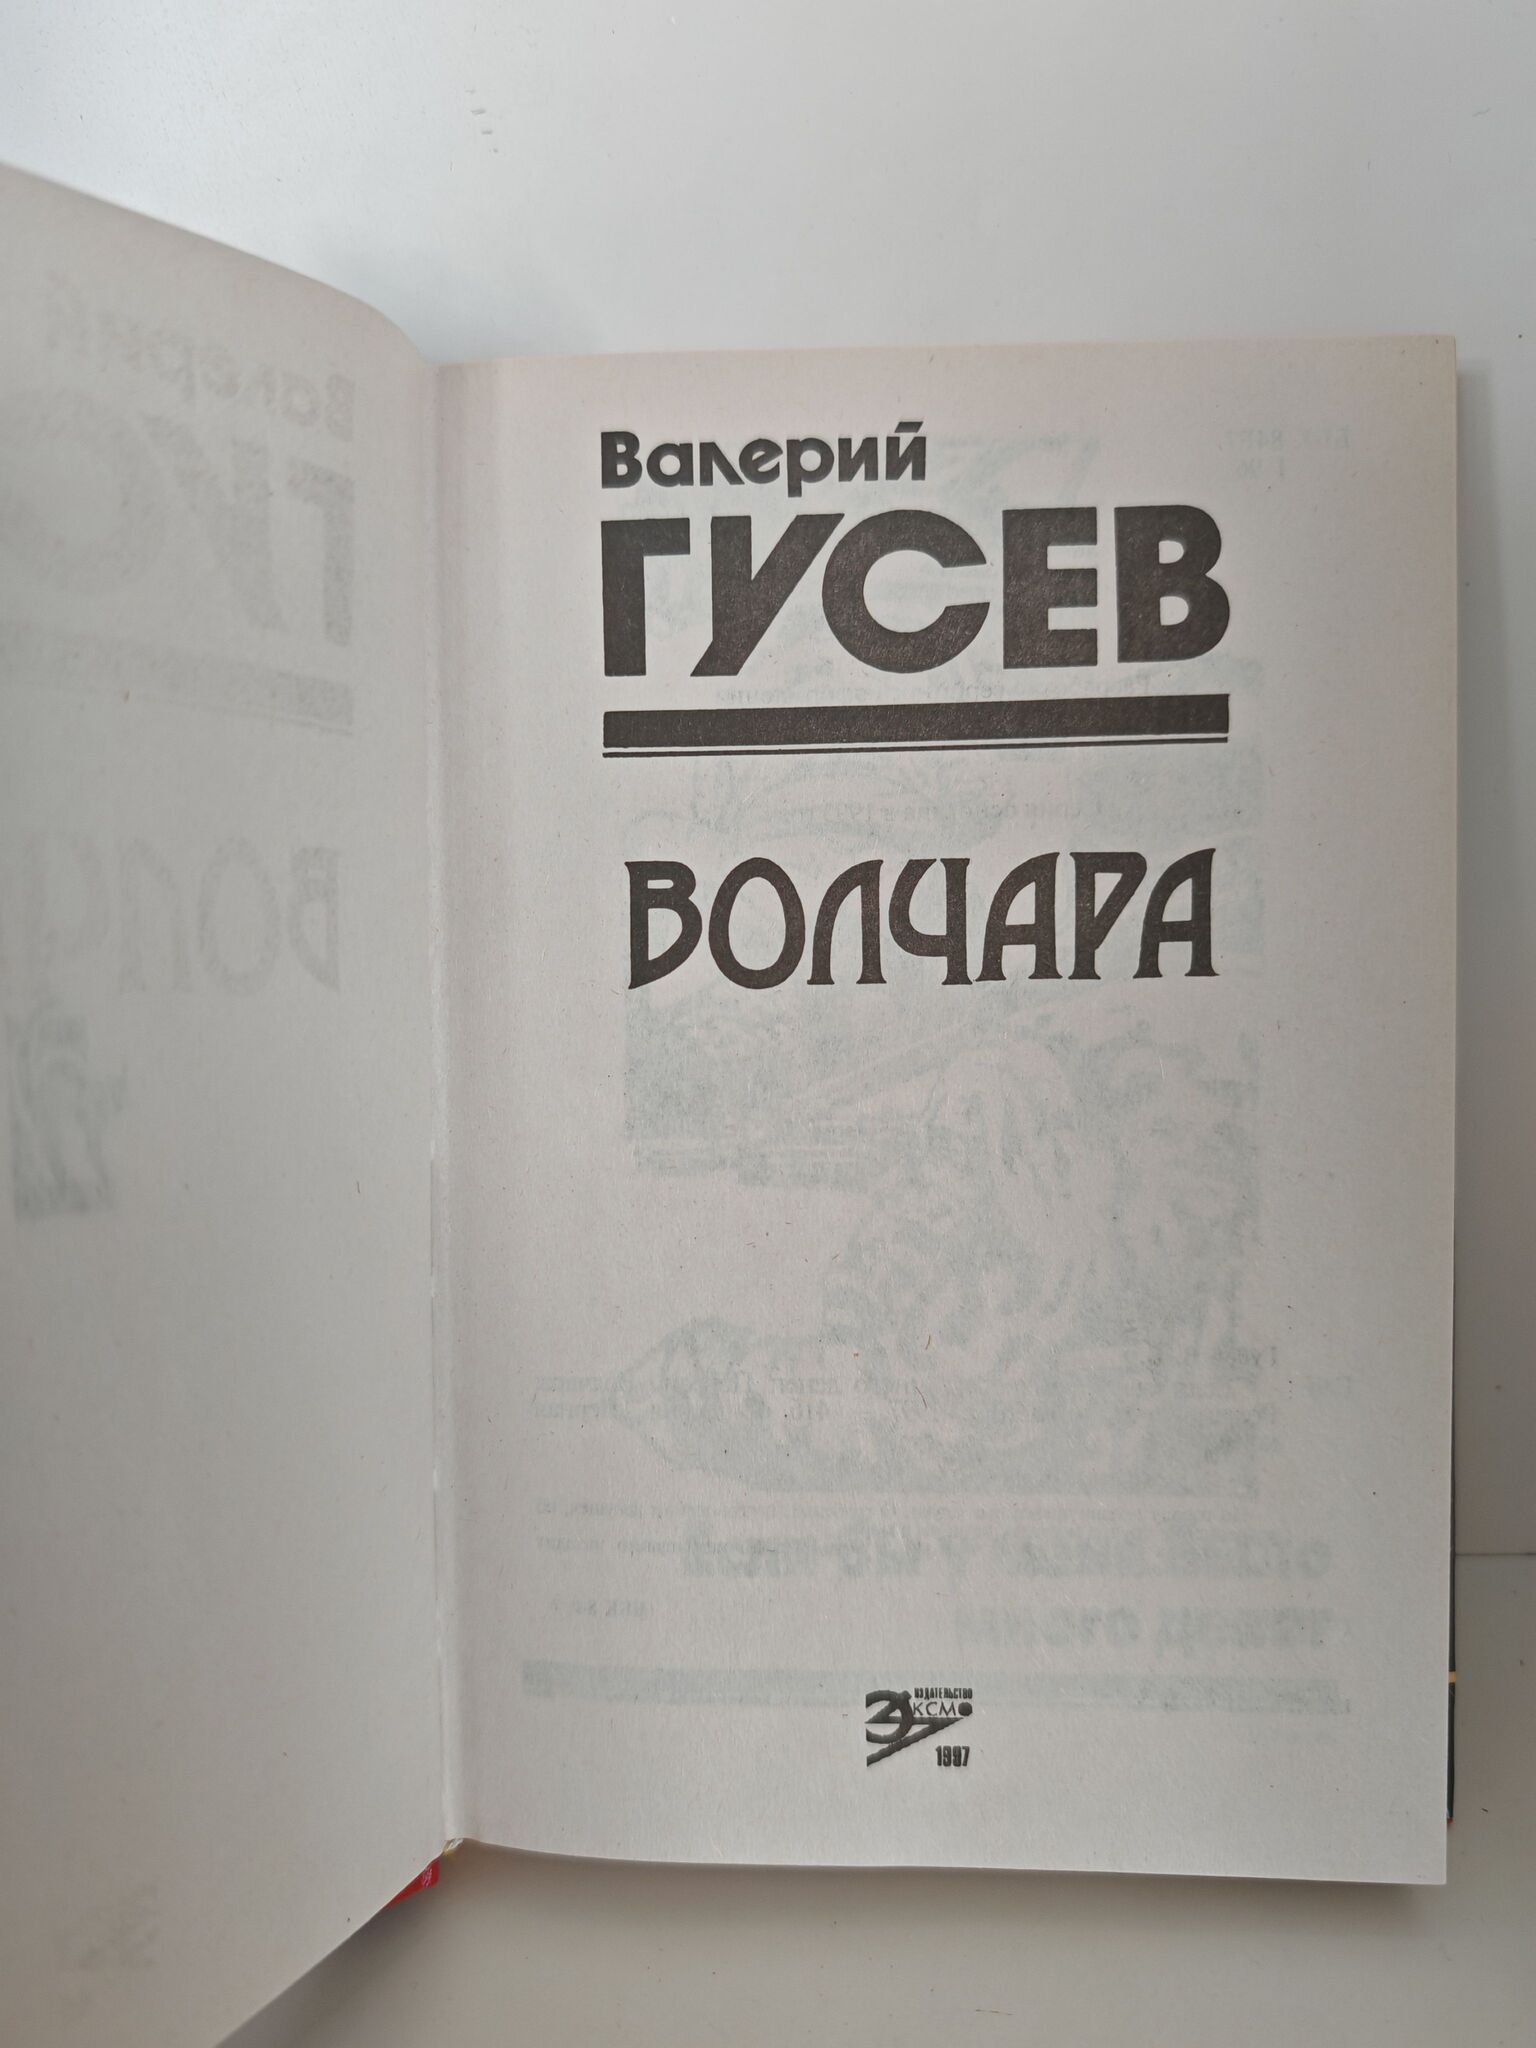 Валерий
ГУСЕВ
ВОЛЧАРА
ИЗДАТЕЛЬСТВО
ЭКСМО
1997